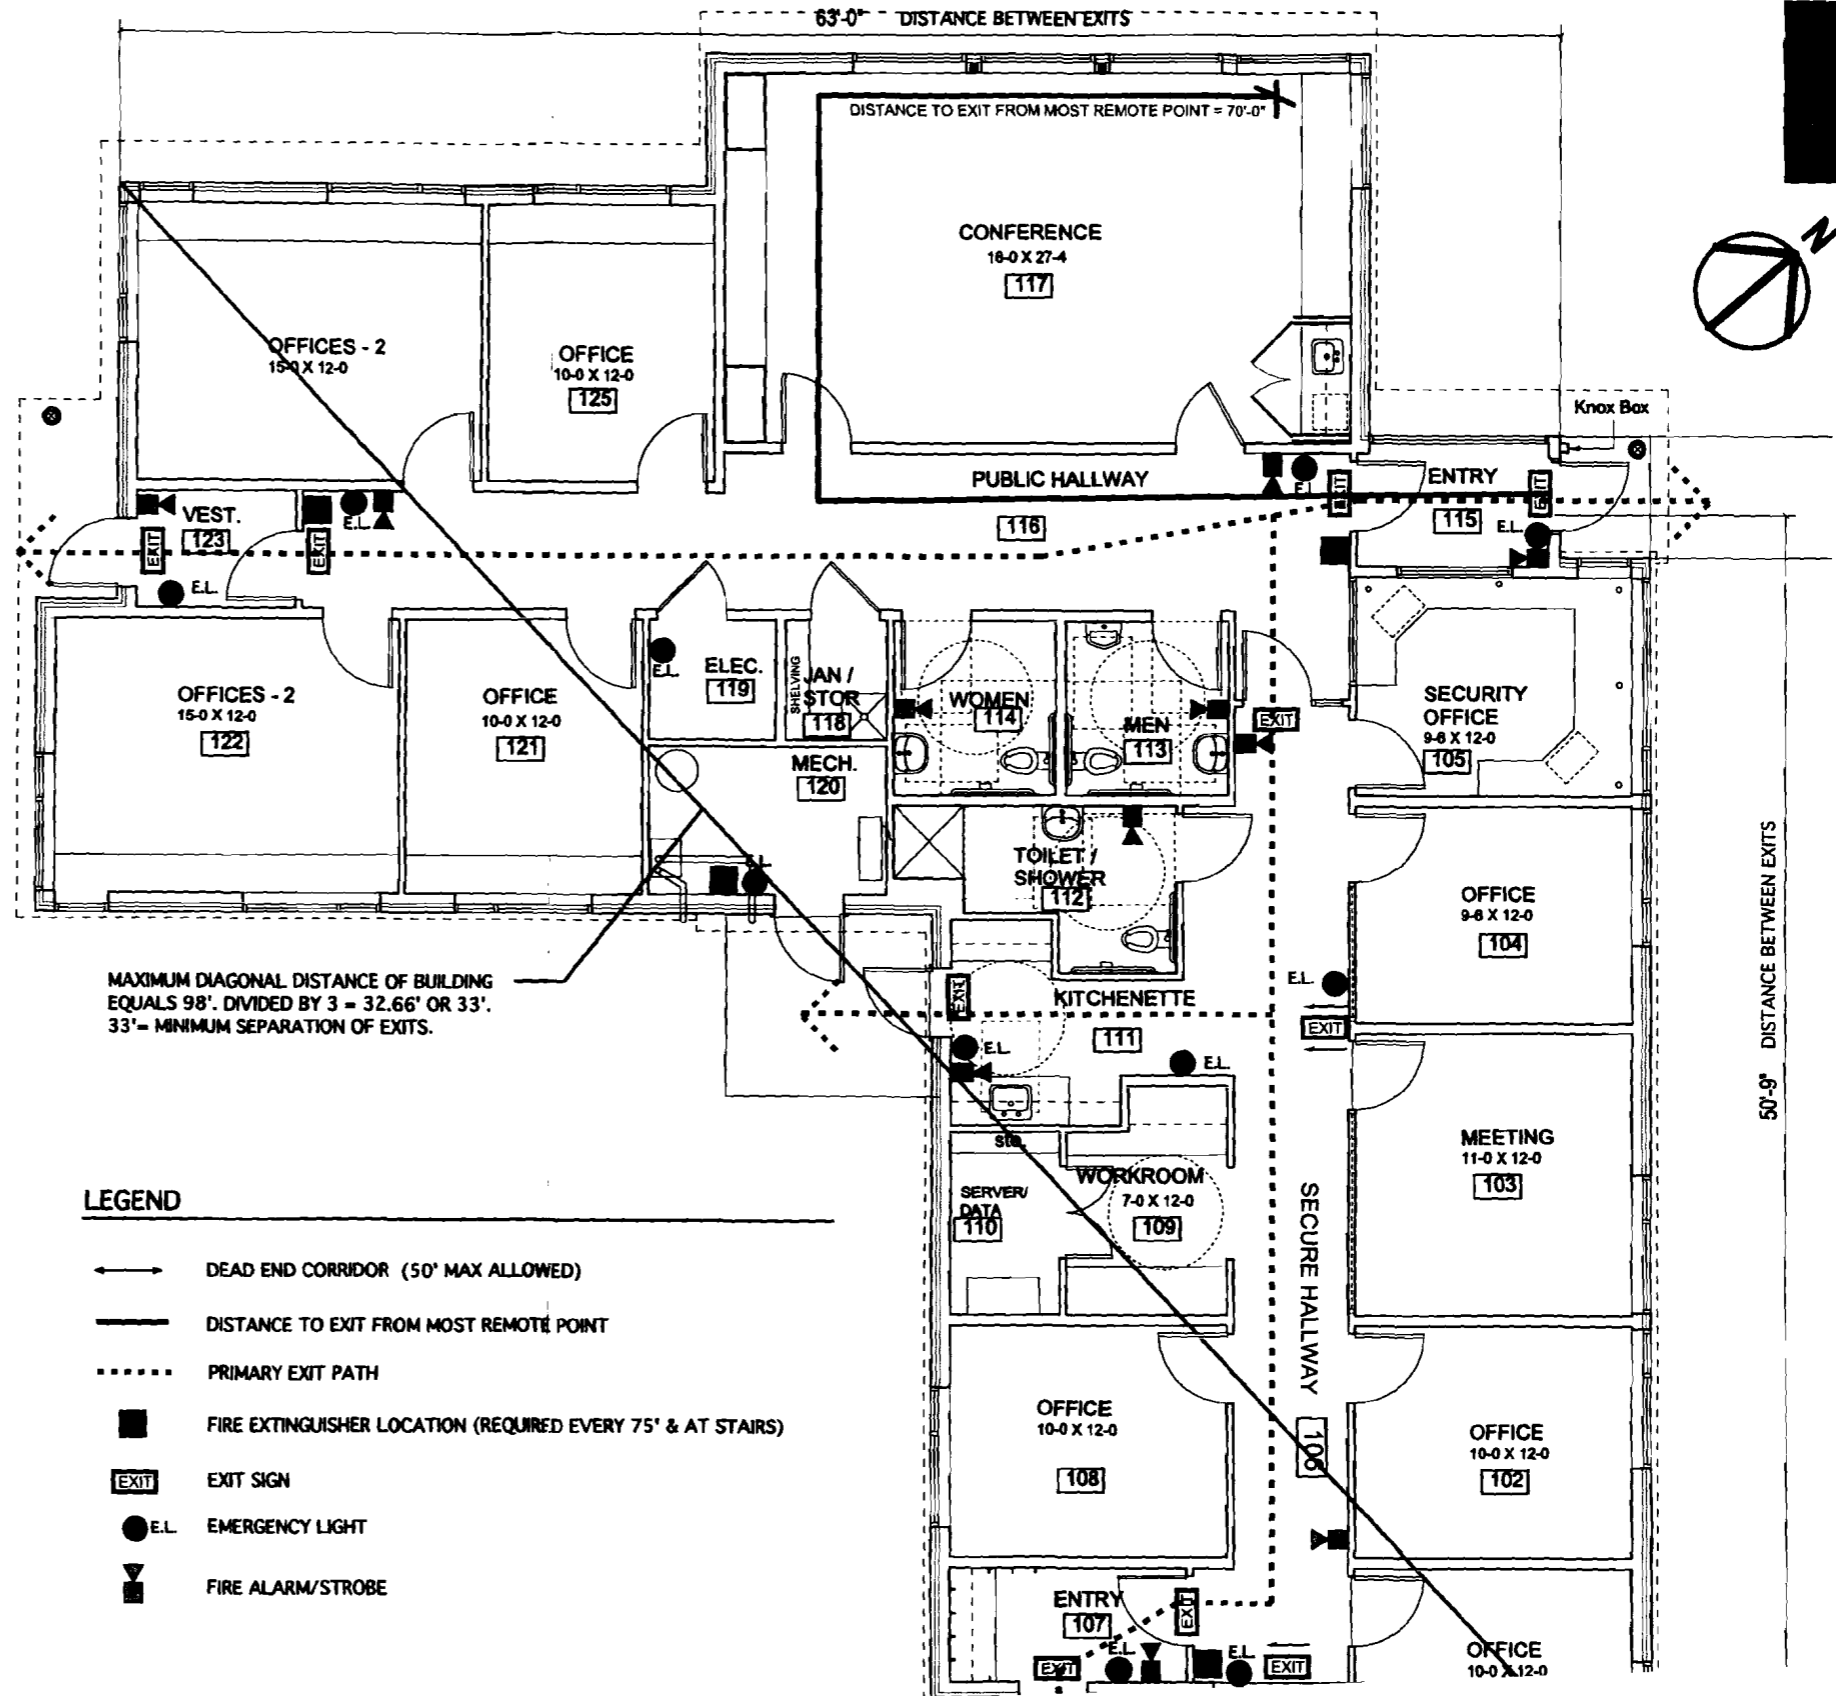 63'-0" DISTANCE BETWEEN EXITS
DISTANCE TO EXIT FROM MOST REMOTE POINT = 70'-0"
N
CONFERENCE
16-0 X 27-4
117
OFFICES - 2
15-0 X 12-0
OFFICE
10-0 X 12-0
125
Knox Box
PUBLIC HALLWAY
116
E.L.
EXIT
ENTRY
115
EXIT
E.L.
VEST.
123
EXIT
EXIT
E.L.
E.L.
OFFICES - 2
15-0 X 12-0
122
OFFICE
10-0 X 12-0
121
E.L.
ELEC.
119
SHELVING
JAN /
STOR
118
WOMEN
114
MEN
113
EXIT
SECURITY
OFFICE
9-6 X 12-0
105
MECH.
120
E.L.
TOILET /
SHOWER
112
OFFICE
9-6 X 12-0
104
E.L.
EXIT
50'-9" DISTANCE BETWEEN EXITS
MAXIMUM DIAGONAL DISTANCE OF BUILDING
EQUALS 98'. DIVIDED BY 3 = 32.66' OR 33'.
33'= MINIMUM SEPARATION OF EXITS.
EXIT
KITCHENETTE
111
E.L.
E.L.
sto.
SERVER/
DATA
110
WORKROOM
7-0 X 12-0
109
MEETING
11-0 X 12-0
103
SECURE HALLWAY
106
OFFICE
10-0 X 12-0
108
OFFICE
10-0 X 12-0
102
ENTRY
107
EXIT
EXIT
E.L.
E.L.
EXIT
OFFICE
10-0 X 12-0
LEGEND
DEAD END CORRIDOR (50' MAX ALLOWED)
DISTANCE TO EXIT FROM MOST REMOTE POINT
PRIMARY EXIT PATH
FIRE EXTINGUISHER LOCATION (REQUIRED EVERY 75' & AT STAIRS)
EXIT EXIT SIGN
E.L. EMERGENCY LIGHT
FIRE ALARM/STROBE